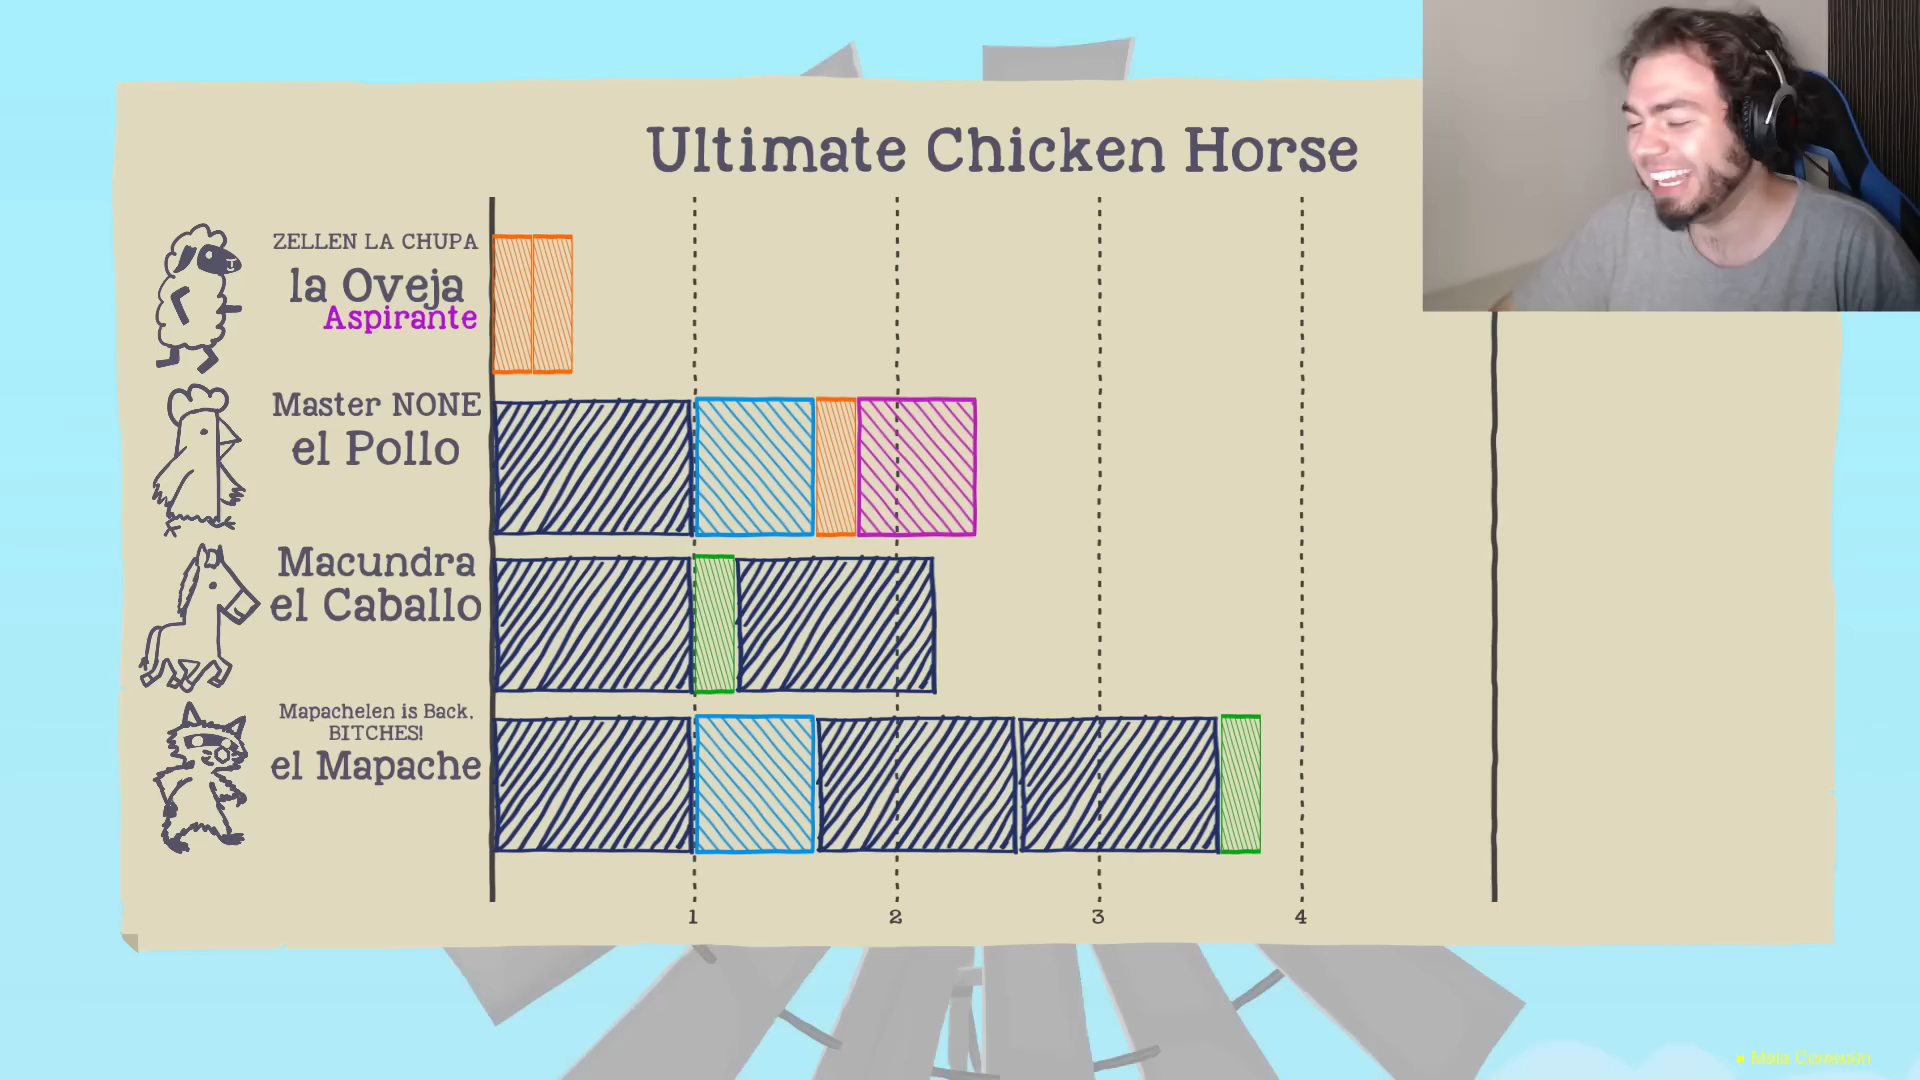 Ultimate Chicken Horse
ZELLEN LA CHUPA
la Oveja
Aspirante
Master NONE
el Pollo
Macundra
el Caballo
Mapachelen is Back,
BITCHES!
el Mapache
1 2 3 4
● Mala Conexión